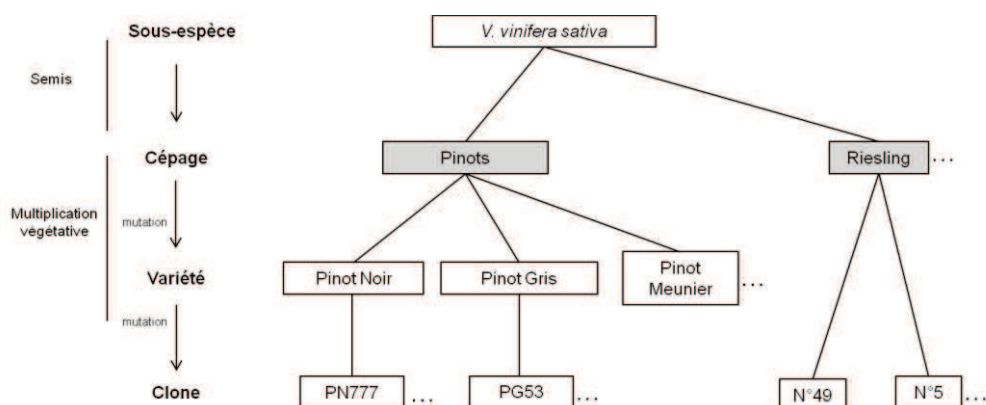 Sous-espèce
V. vinifera sativa
Semis
Cépage
Pinots
Riesling ...
Multiplication
végétative
mutation
Variété
Pinot Noir
Pinot Gris
Pinot
Meunier ...
mutation
Clone
PN777 ...
PG53 ...
N°49
N°5 ...